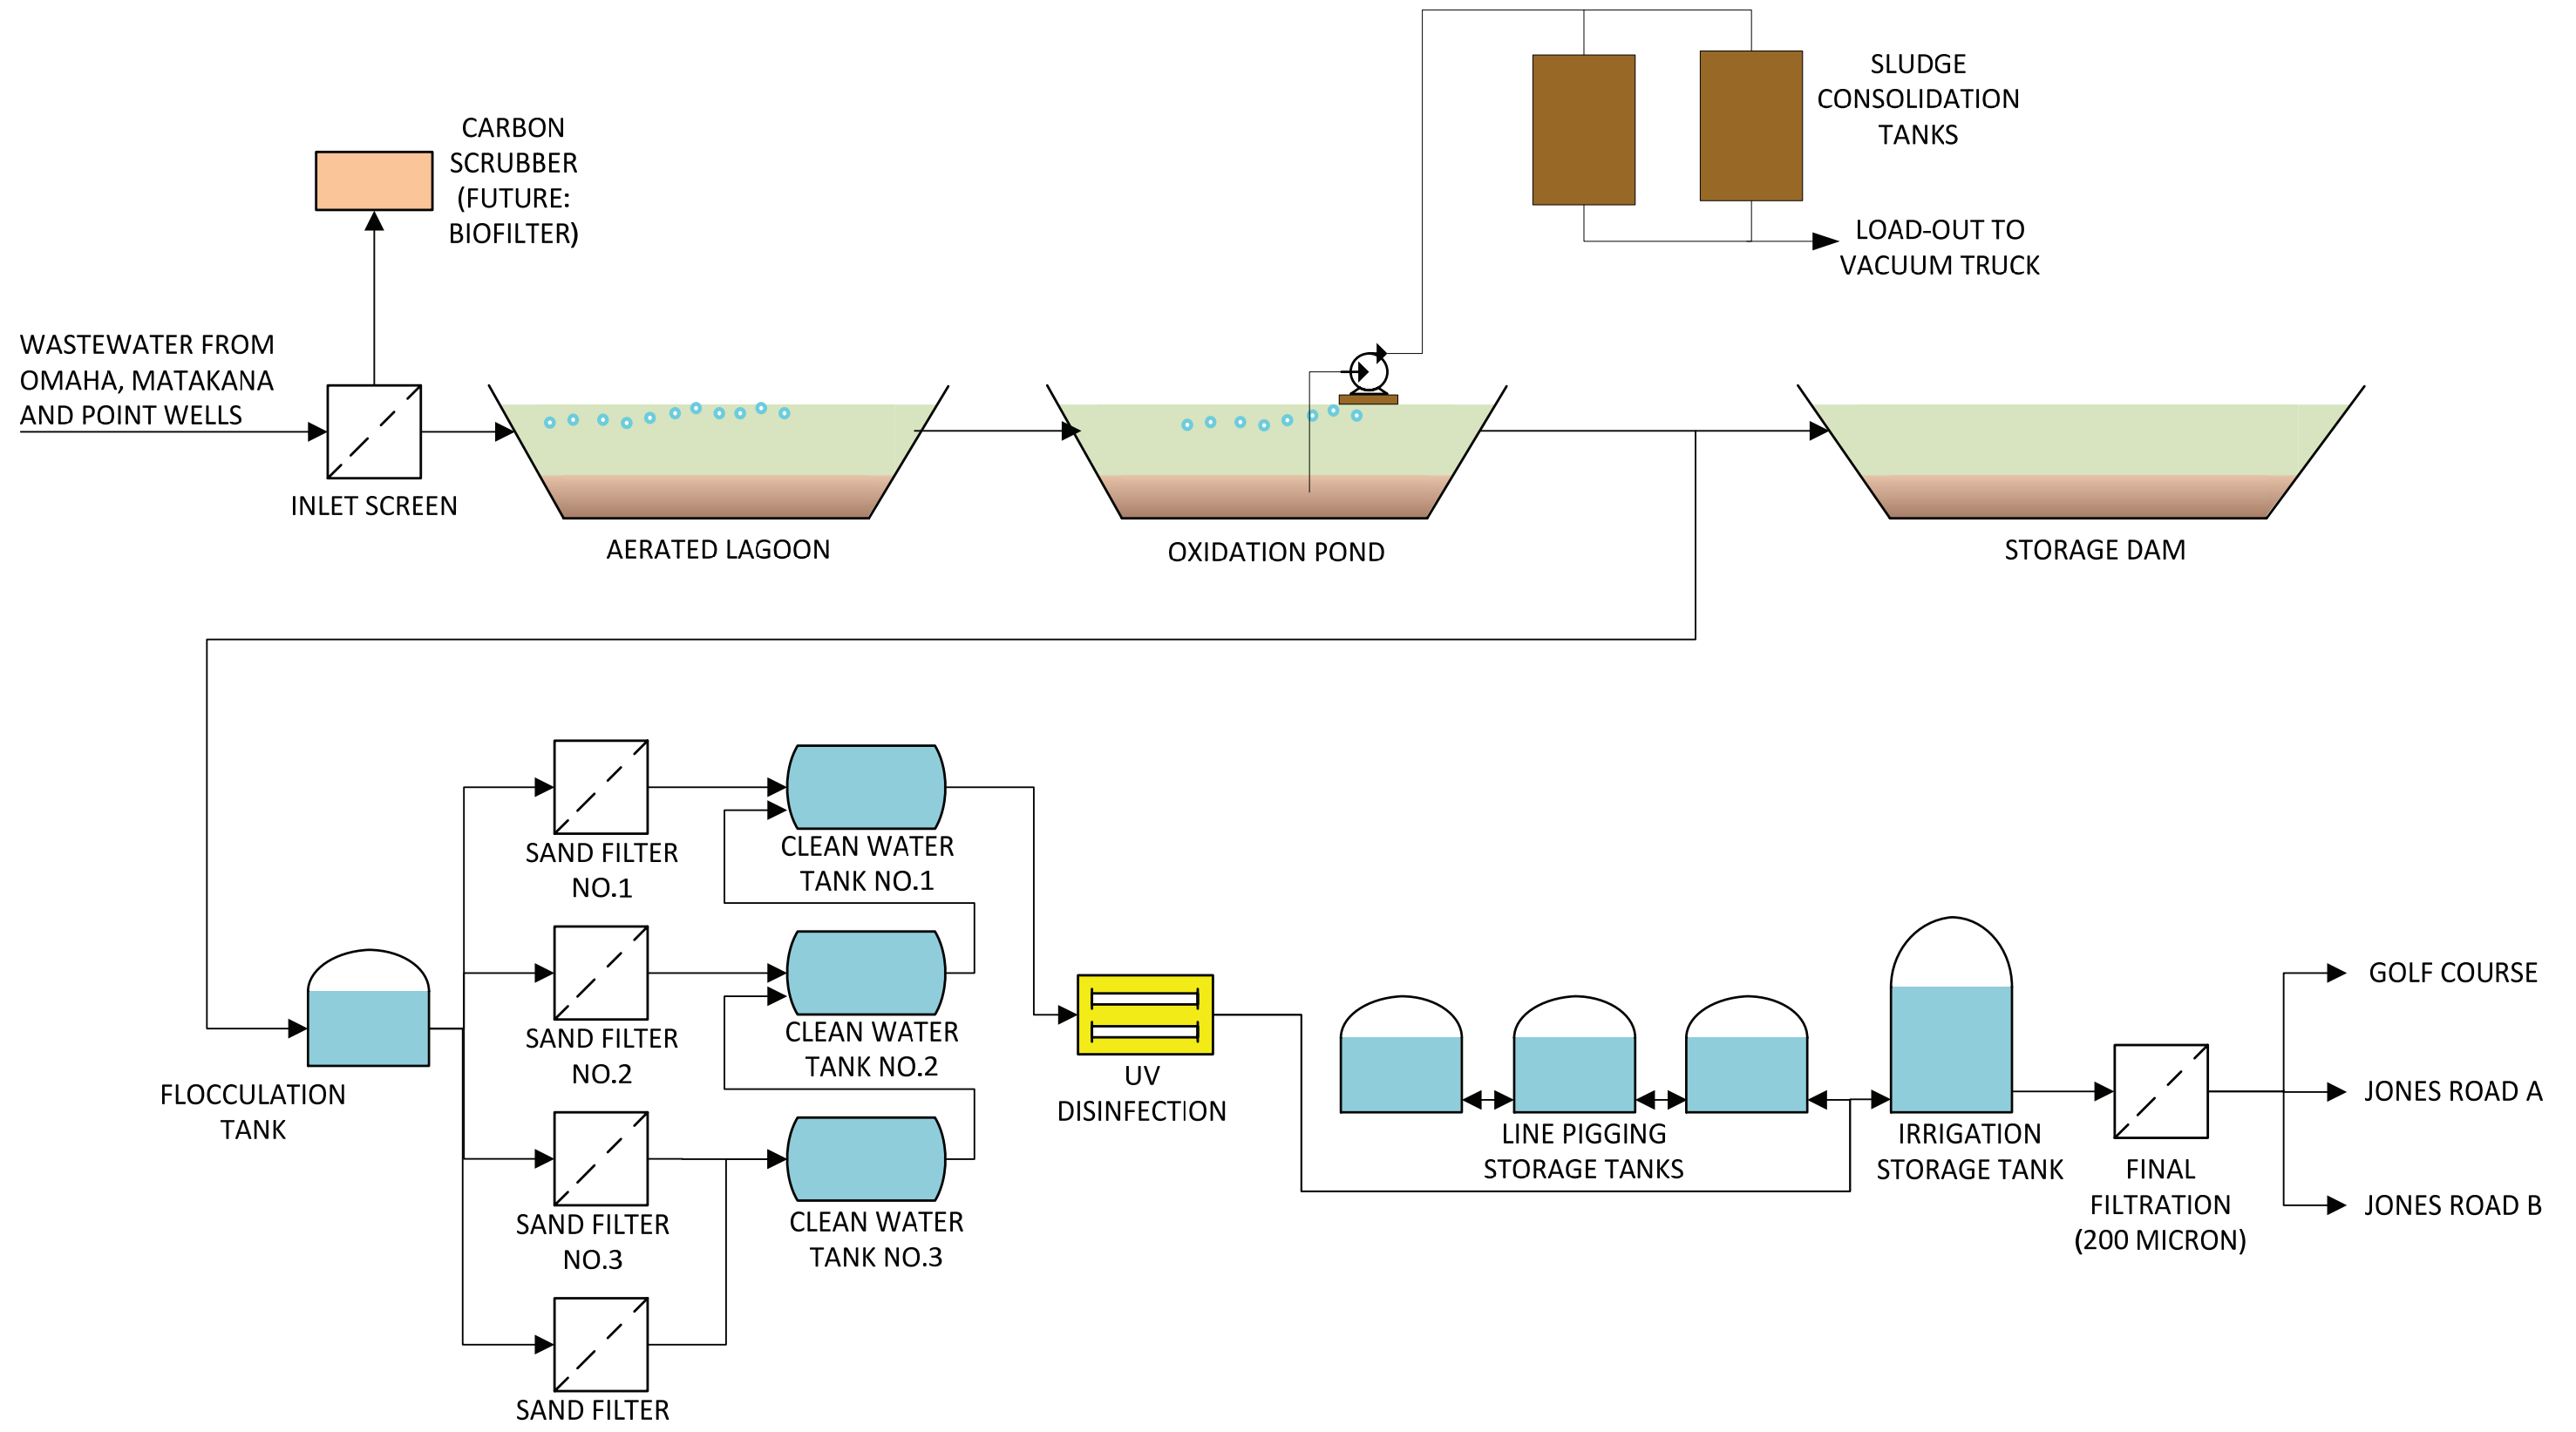 SLUDGE
CONSOLIDATION
TANKS
CARBON
SCRUBBER
(FUTURE:
BIOFILTER)
LOAD-OUT TO
VACUUM TRUCK
WASTEWATER FROM
OMAHA, MATAKANA
AND POINT WELLS
INLET SCREEN
AERATED LAGOON
OXIDATION POND
STORAGE DAM
SAND FILTER
NO.1
CLEAN WATER
TANK NO.1
SAND FILTER
NO.2
CLEAN WATER
TANK NO.2
FLOCCULATION
TANK
SAND FILTER
NO.3
CLEAN WATER
TANK NO.3
SAND FILTER
UV
DISINFECTION
LINE PIGGING
STORAGE TANKS
IRRIGATION
STORAGE TANK
FINAL
FILTRATION
(200 MICRON)
GOLF COURSE
JONES ROAD A
JONES ROAD B